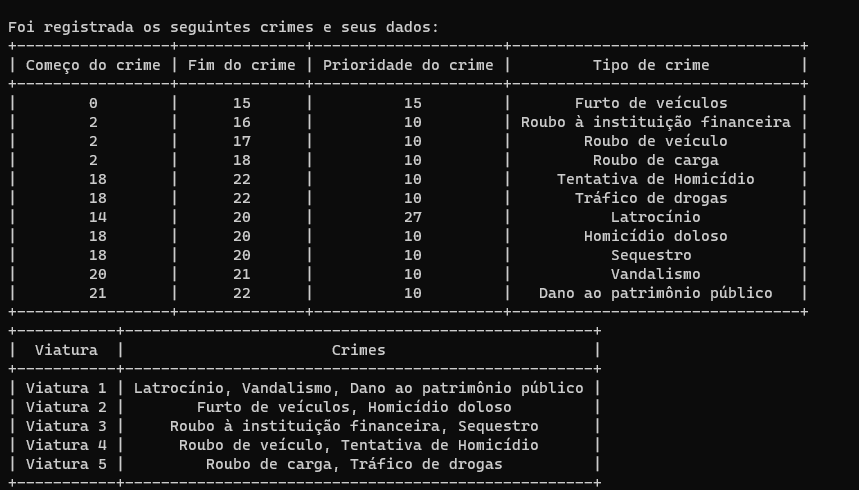 Foi registrada os seguintes crimes e seus dados:
+-----------------+--------------+---------------------+--------------------------------+
| Começo do crime | Fim do crime | Prioridade do crime |         Tipo de crime          |
+-----------------+--------------+---------------------+--------------------------------+
|        0        |      15      |          15         |       Furto de veículos        |
|        2        |      16      |          10         | Roubo à instituição financeira |
|        2        |      17      |          10         |        Roubo de veículo        |
|        2        |      18      |          10         |         Roubo de carga         |
|        18       |      22      |          10         |     Tentativa de Homicídio     |
|        18       |      22      |          10         |       Tráfico de drogas        |
|        14       |      20      |          27         |           Latrocínio           |
|        18       |      20      |          10         |        Homicídio doloso        |
|        18       |      20      |          10         |           Sequestro            |
|        20       |      21      |          10         |           Vandalismo           |
|        21       |      22      |          10         |   Dano ao patrimônio público   |
+-----------------+--------------+---------------------+--------------------------------+
+-----------+----------------------------------------------------+
|  Viatura  |                       Crimes                       |
+-----------+----------------------------------------------------+
| Viatura 1 | Latrocínio, Vandalismo, Dano ao patrimônio público |
| Viatura 2 |        Furto de veículos, Homicídio doloso         |
| Viatura 3 |     Roubo à instituição financeira, Sequestro      |
| Viatura 4 |      Roubo de veículo, Tentativa de Homicídio      |
| Viatura 5 |         Roubo de carga, Tráfico de drogas          |
+-----------+----------------------------------------------------+